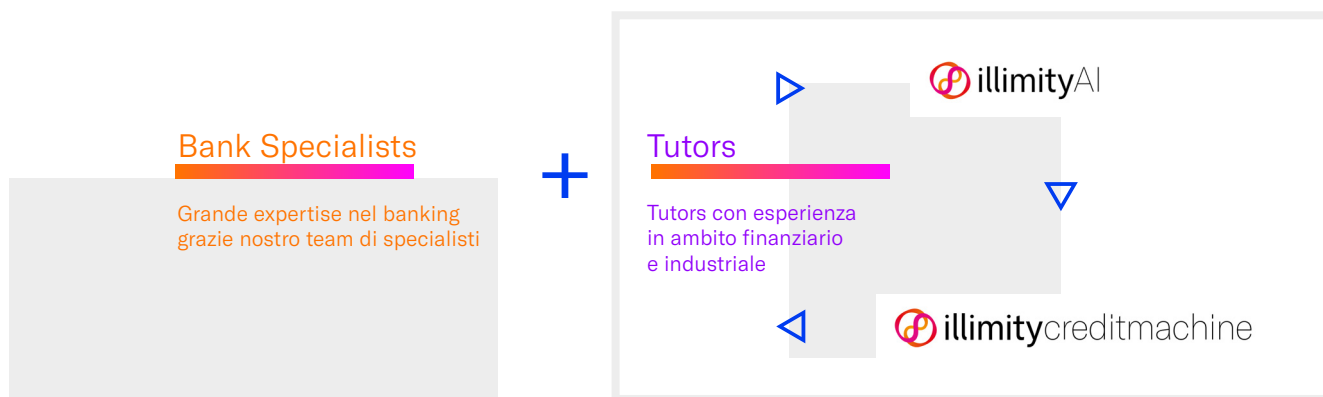 Bank Specialists
Grande expertise nel banking
grazie nostro team di specialisti
+
Tutors
Tutors con esperienza
in ambito finanziario
e industriale
illimityAI
illimitycreditmachine